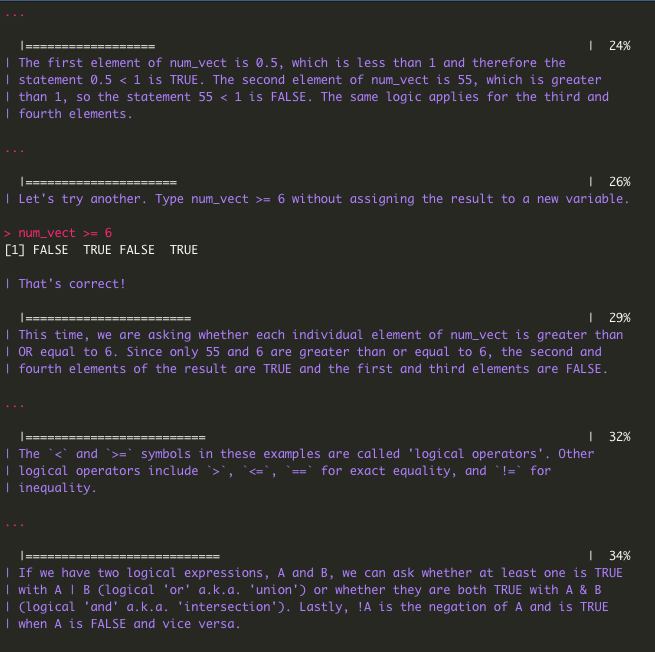 ...
|================== | 24%
| The first element of num_vect is 0.5, which is less than 1 and therefore the
| statement 0.5 < 1 is TRUE. The second element of num_vect is 55, which is greater
| than 1, so the statement 55 < 1 is FALSE. The same logic applies for the third and
| fourth elements.
...
|===================== | 26%
| Let's try another. Type num_vect >= 6 without assigning the result to a new variable.
> num_vect >= 6
[1] FALSE  TRUE FALSE  TRUE
| That's correct!
|======================= | 29%
| This time, we are asking whether each individual element of num_vect is greater than
| OR equal to 6. Since only 55 and 6 are greater than or equal to 6, the second and
| fourth elements of the result are TRUE and the first and third elements are FALSE.
...
|========================= | 32%
| The `<` and `>=` symbols in these examples are called 'logical operators'. Other
| logical operators include `>`, `<=`, `==` for exact equality, and `!=` for
| inequality.
...
|=========================== | 34%
| If we have two logical expressions, A and B, we can ask whether at least one is TRUE
| with A | B (logical 'or' a.k.a. 'union') or whether they are both TRUE with A & B
| (logical 'and' a.k.a. 'intersection'). Lastly, !A is the negation of A and is TRUE
| when A is FALSE and vice versa.